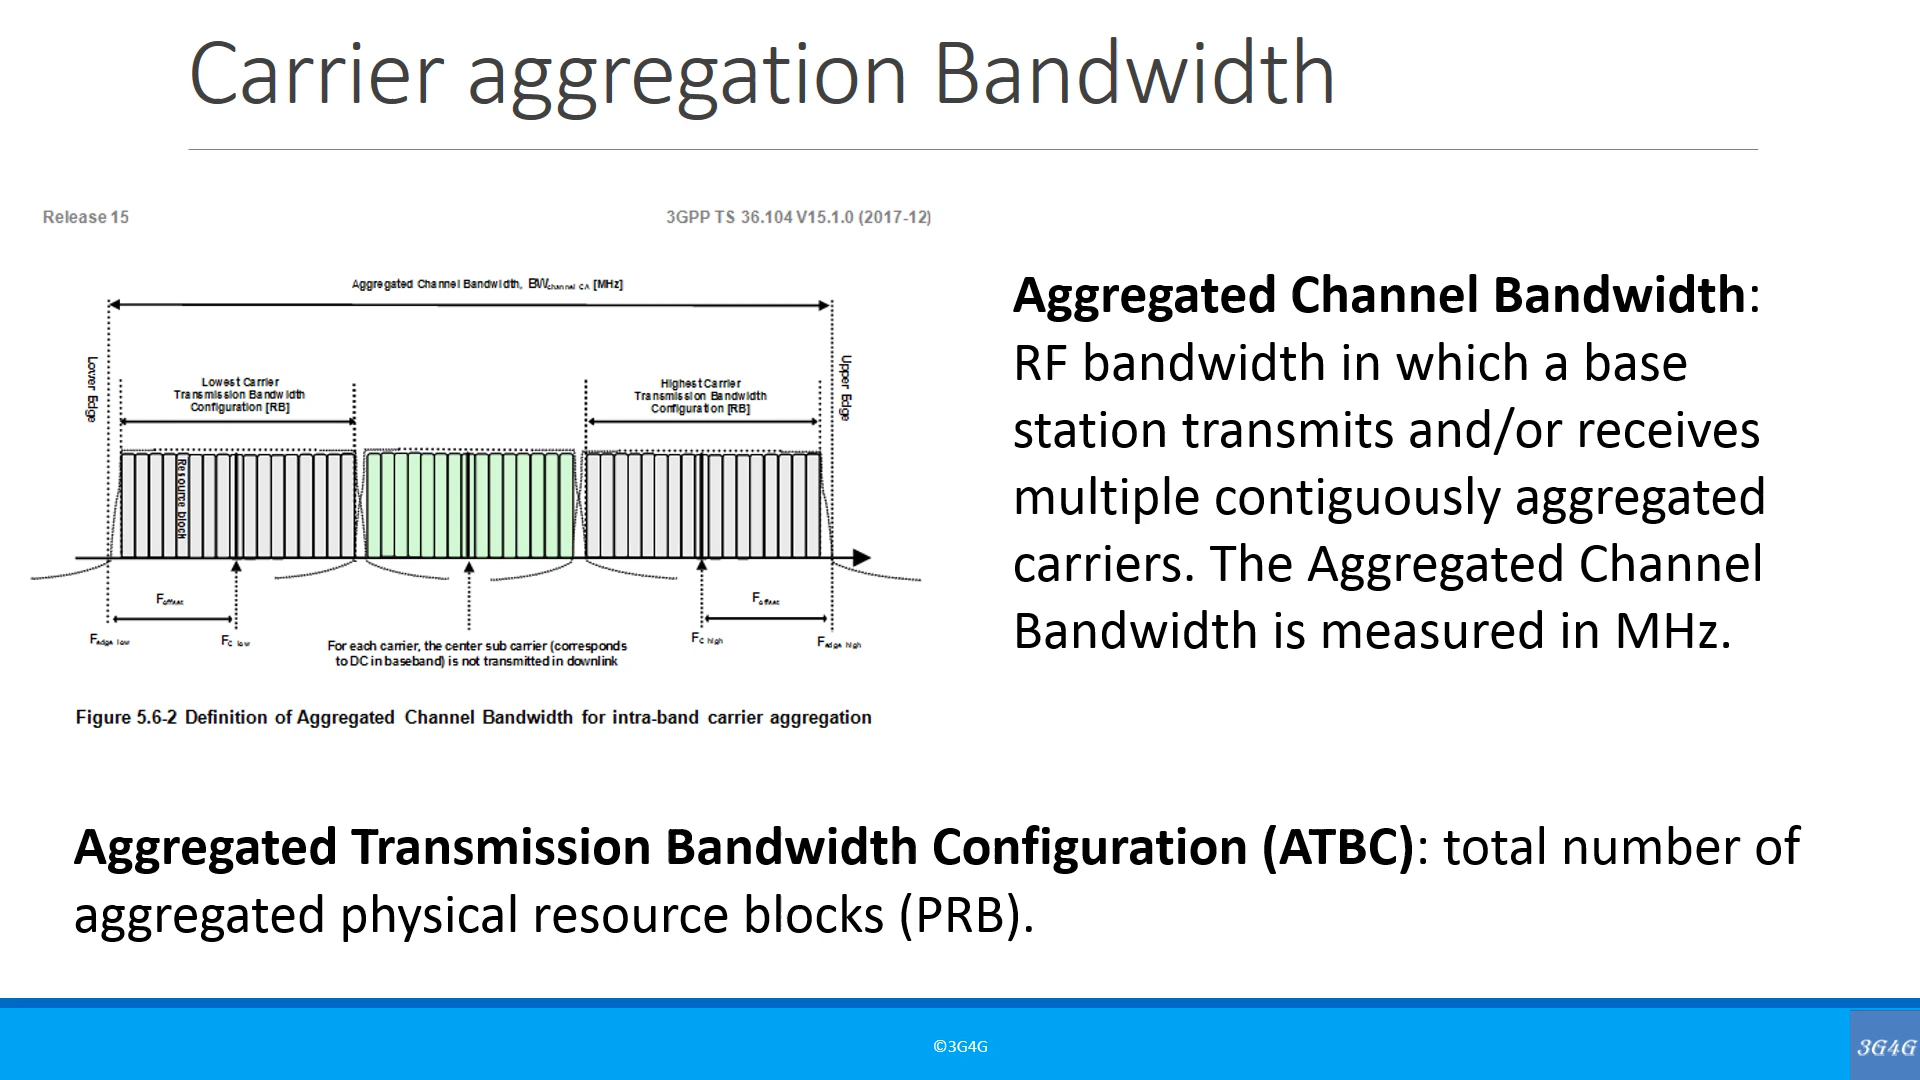 Carrier aggregation Bandwidth
Release 15
3GPP TS 36.104 V15.1.0 (2017-12)
Aggregated Channel Bandwidth, BWchannel CA [MHz]
Lower Edge
Upper Edge
Lowest Carrier
Transmission Bandwidth
Configuration [RB]
Highest Carrier
Transmission Bandwidth
Configuration [RB]
Resource block
Foffset
Foffset
Fedge low
FC low
For each carrier, the center sub carrier (corresponds
to DC in baseband) is not transmitted in downlink
FC high
Fedge high
Figure 5.6-2 Definition of Aggregated Channel Bandwidth for intra-band carrier aggregation
Aggregated Channel Bandwidth:
RF bandwidth in which a base
station transmits and/or receives
multiple contiguously aggregated
carriers. The Aggregated Channel
Bandwidth is measured in MHz.
Aggregated Transmission Bandwidth Configuration (ATBC): total number of
aggregated physical resource blocks (PRB).
©3G4G
3G4G